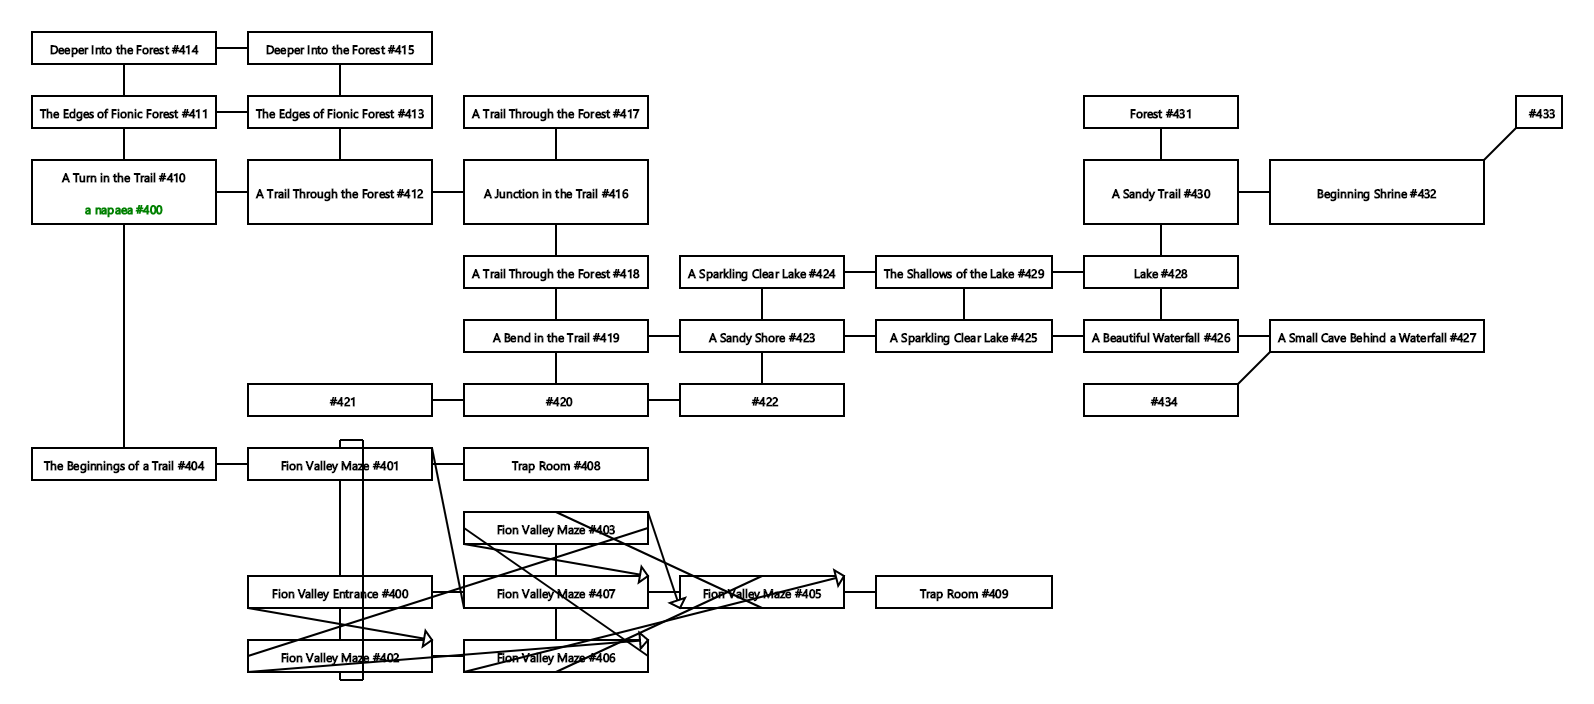 Deeper Into the Forest #414
Deeper Into the Forest #415
The Edges of Fionic Forest #411
The Edges of Fionic Forest #413
A Trail Through the Forest #417
Forest #431
#433
A Turn in the Trail #410
a napaea #400
A Trail Through the Forest #412
A Junction in the Trail #416
A Sandy Trail #430
Beginning Shrine #432
A Trail Through the Forest #418
A Sparkling Clear Lake #424
The Shallows of the Lake #429
Lake #428
A Bend in the Trail #419
A Sandy Shore #423
A Sparkling Clear Lake #425
A Beautiful Waterfall #426
A Small Cave Behind a Waterfall #427
#421
#420
#422
#434
The Beginnings of a Trail #404
Fion Valley Maze #401
Trap Room #408
Fion Valley Maze #403
Fion Valley Entrance #400
Fion Valley Maze #407
Fion Valley Maze #405
Trap Room #409
Fion Valley Maze #402
Fion Valley Maze #406